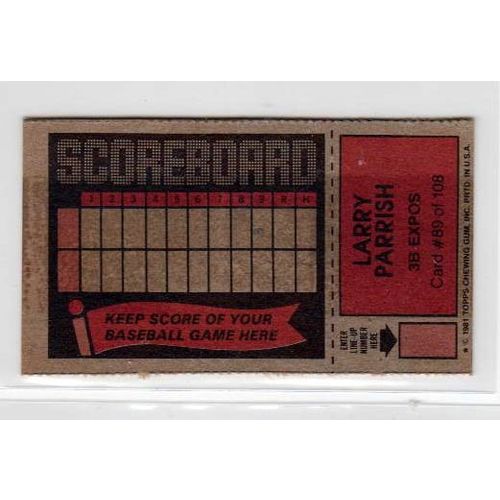 SCOREBOARD
1 2 3 4 5 6 7 8 9 R H
KEEP SCORE OF YOUR
BASEBALL GAME HERE
LARRY
PARRISH
3B EXPOS
Card #89 of 108
ENTER
LINE-UP
NUMBER
HERE
* © 1981 TOPPS CHEWING GUM, INC. PRTD. IN U.S.A.